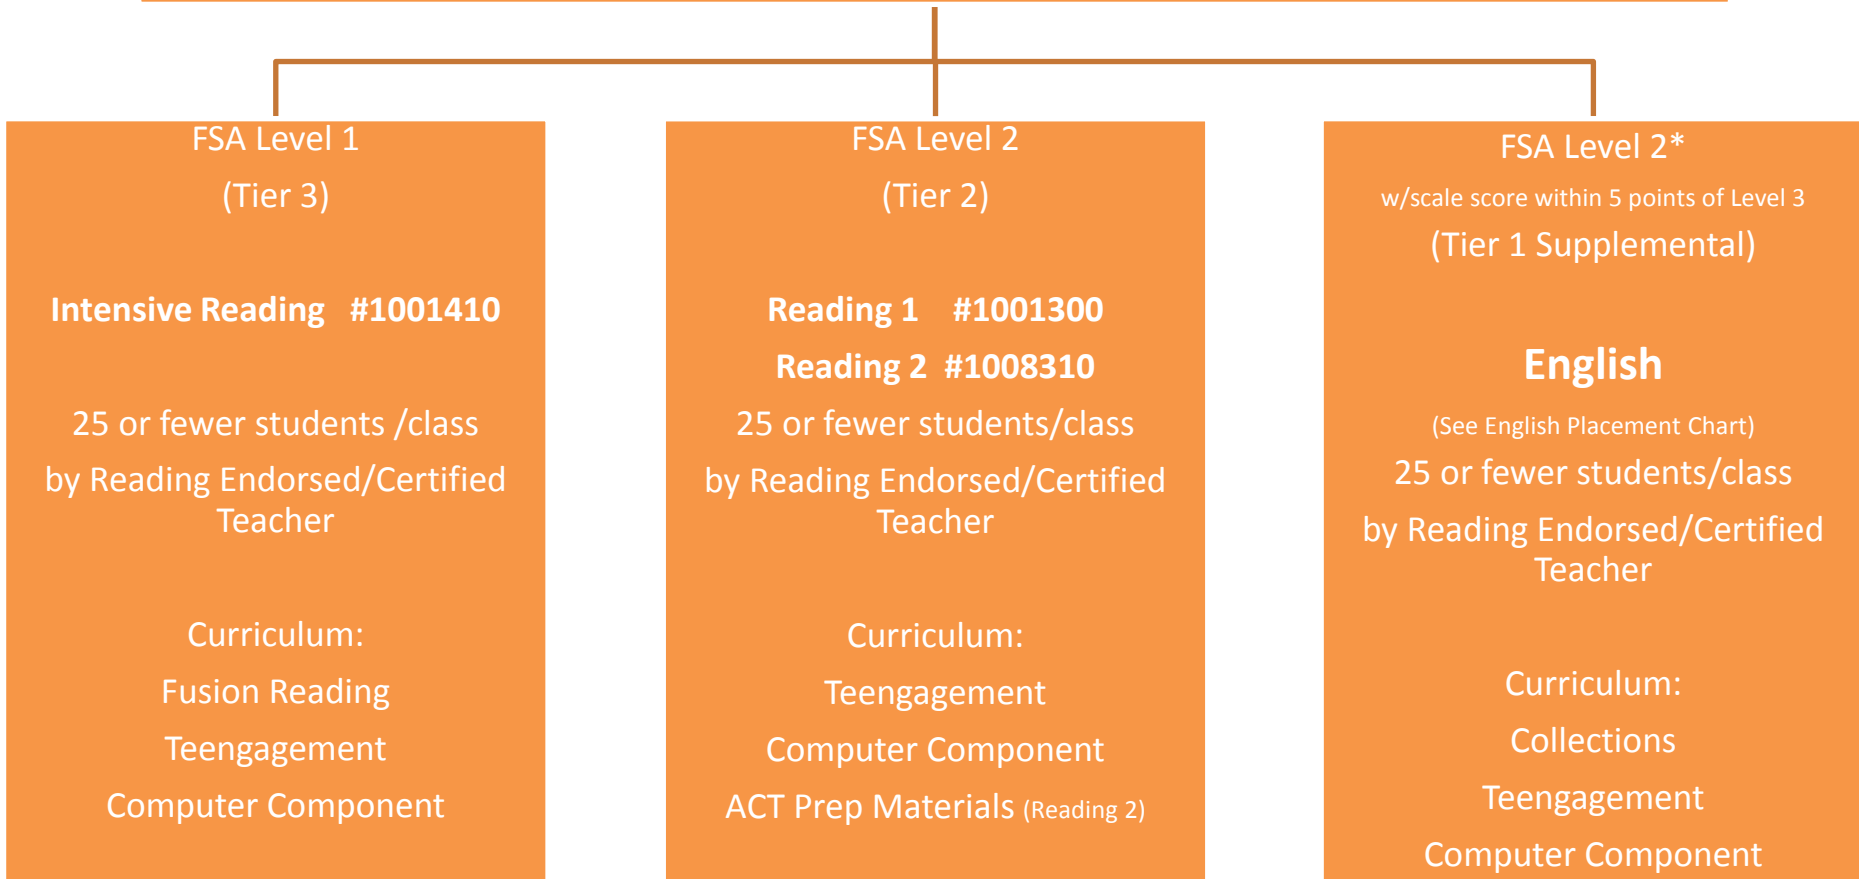 FSA Level 1
(Tier 3)
Intensive Reading #1001410
25 or fewer students /class
by Reading Endorsed/Certified
Teacher
Curriculum:
Fusion Reading
Teengagement
Computer Component
FSA Level 2
(Tier 2)
Reading 1 #1001300
Reading 2 #1008310
25 or fewer students/class
by Reading Endorsed/Certified
Teacher
Curriculum:
Teengagement
Computer Component
ACT Prep Materials (Reading 2)
FSA Level 2*
w/scale score within 5 points of Level 3
(Tier 1 Supplemental)
English
(See English Placement Chart)
25 or fewer students/class
by Reading Endorsed/Certified
Teacher
Curriculum:
Collections
Teengagement
Computer Component